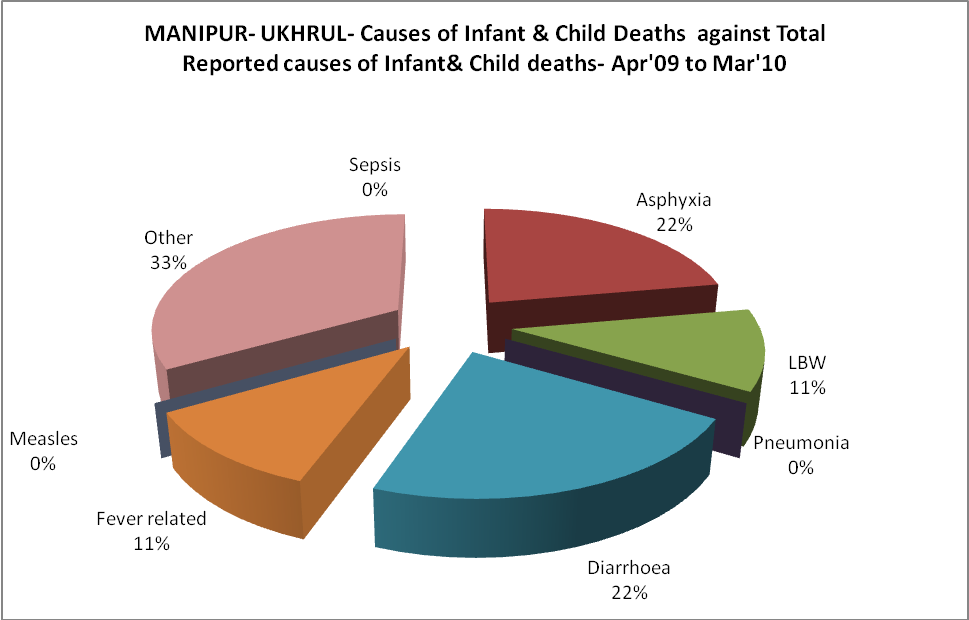 MANIPUR- UKHRUL- Causes of Infant & Child Deaths against Total
Reported causes of Infant& Child deaths- Apr'09 to Mar'10
Sepsis
0%
Asphyxia
22%
Other
33%
LBW
11%
Measles
0%
Pneumonia
0%
Fever related
11%
Diarrhoea
22%